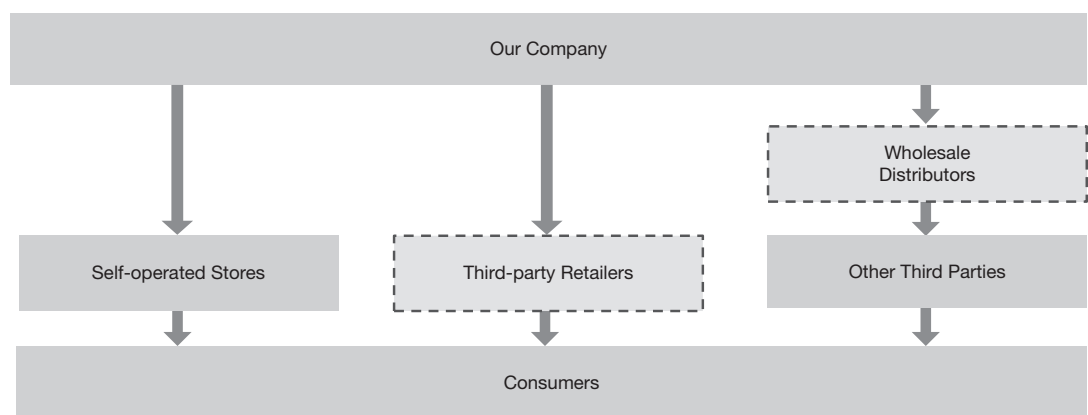 Our Company
Wholesale
Distributors
Self-operated Stores
Third-party Retailers
Other Third Parties
Consumers